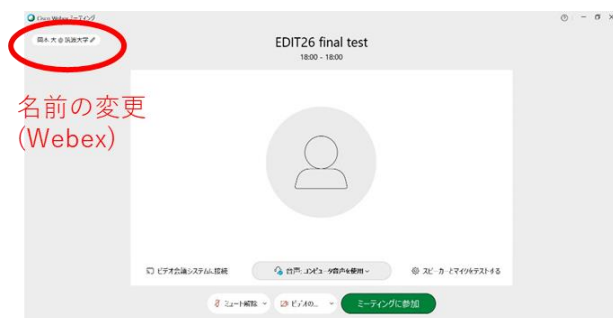 Cisco Webex ミーティング
岡本 大 @ 筑波大学
EDIT26 final test
18:00 - 18:00
名前の変更
(Webex)
ビデオ会議システムに接続
音声: コンピュータ音声を使用
スピーカーとマイクをテストする
ミュート解除
ビデオの...
ミーティングに参加